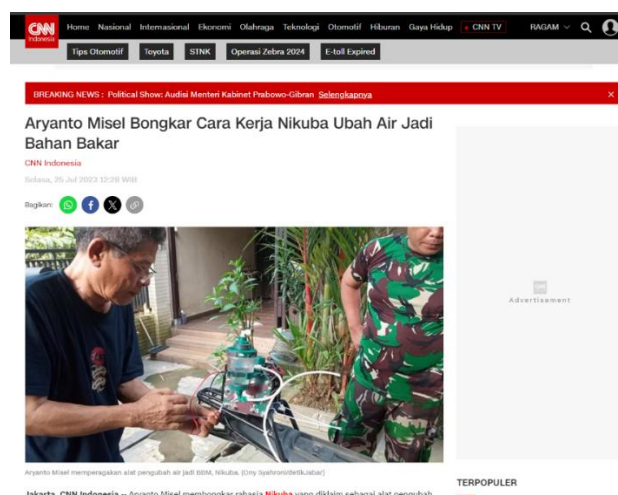 CNN
Indonesia
Home Nasional Internasional Ekonomi Olahraga Teknologi Otomotif Hiburan Gaya Hidup CNN TV RAGAM
Tips Otomotif Toyota STNK Operasi Zebra 2024 E-toll Expired
BREAKING NEWS : Political Show: Audisi Menteri Kabinet Prabowo-Gibran Selengkapnya
Aryanto Misel Bongkar Cara Kerja Nikuba Ubah Air Jadi
Bahan Bakar
CNN Indonesia
Selasa, 25 Jul 2023 12:28 WIB
Bagikan:
Advertisement
Aryanto Misel memperagakan alat pengubah air jadi BBM, Nikuba. (Ony Syahroni/detikJabar)
TERPOPULER
Jakarta, CNN Indonesia -- Aryanto Misel membongkar rahasia Nikuba yang diklaim sebagai alat pengubah